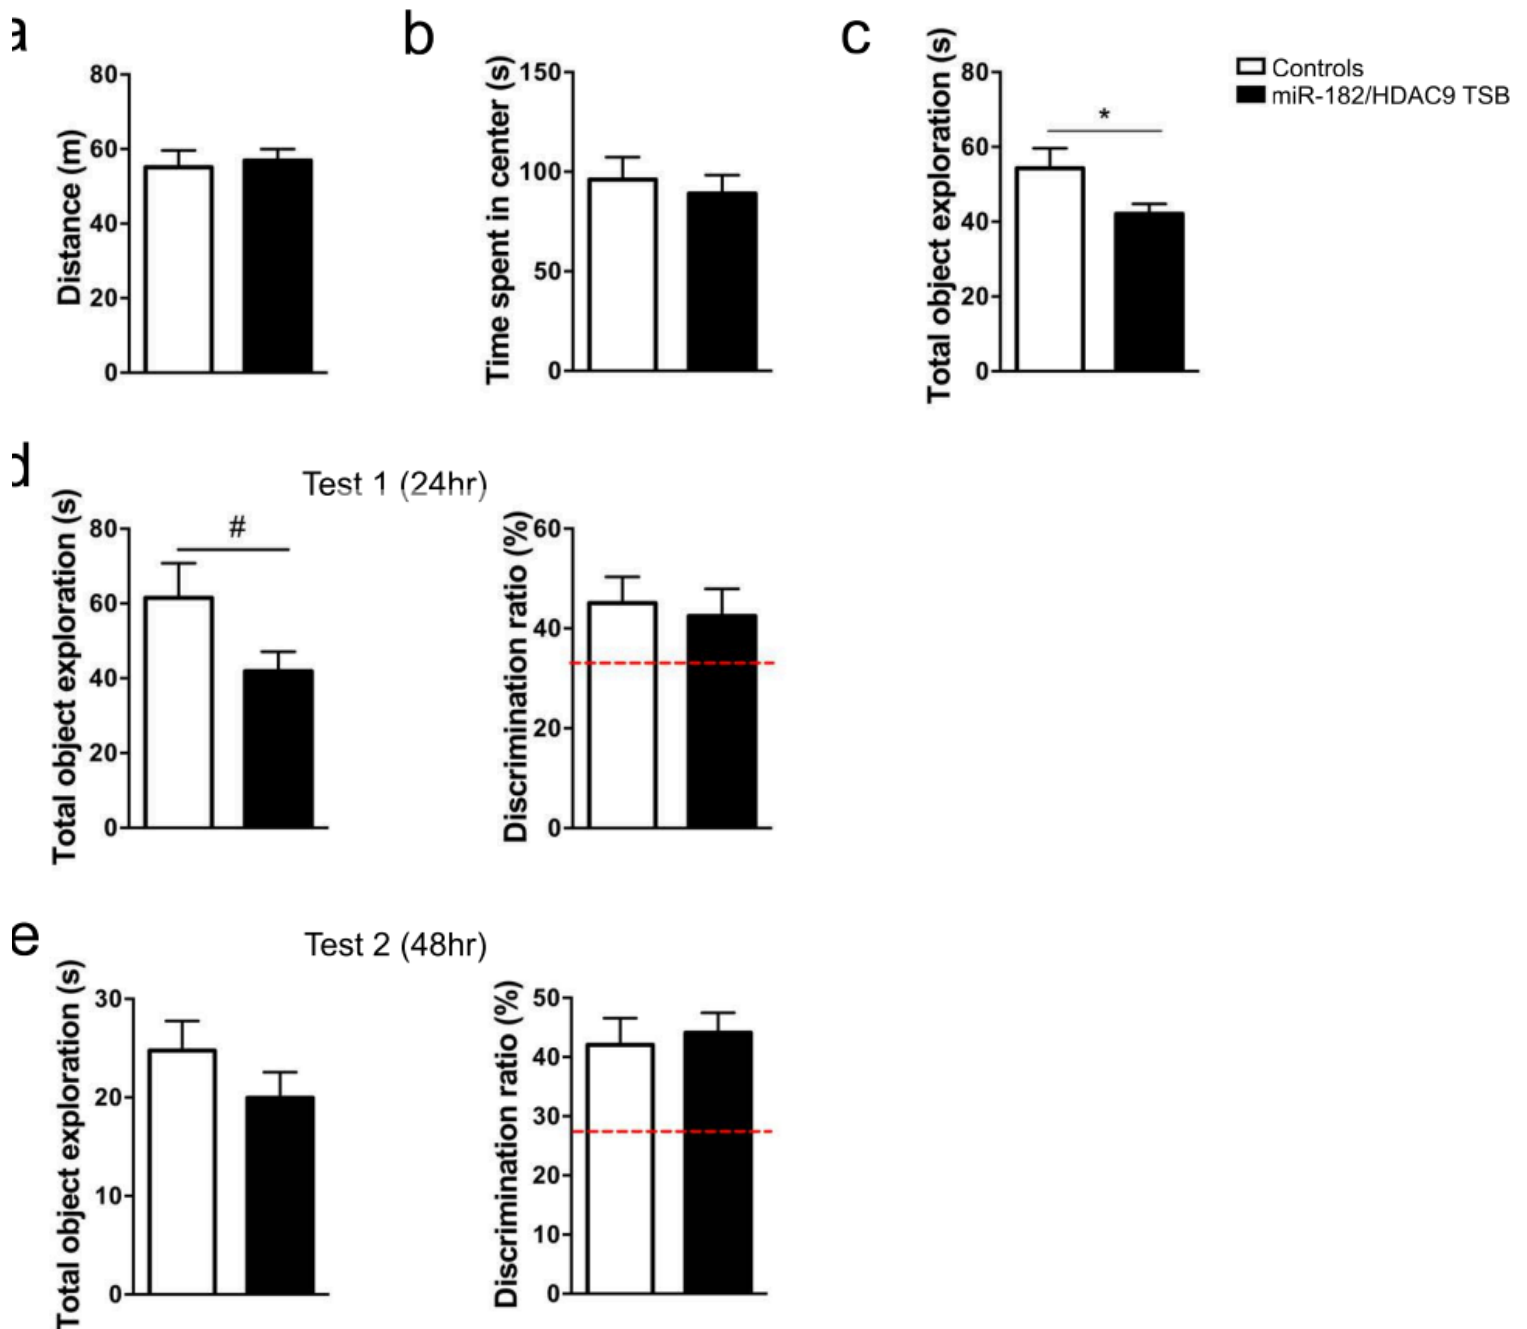 a
b
c
Distance (m)
80
60
40
20
0
Time spent in center (s)
150
100
50
0
Total object exploration (s)
80
60
40
20
0
*
Controls
miR-182/HDAC9 TSB
d
Test 1 (24hr)
Total object exploration (s)
80
60
40
20
0
#
Discrimination ratio (%)
60
40
20
0
e
Test 2 (48hr)
Total object exploration (s)
30
20
10
0
Discrimination ratio (%)
50
40
30
20
10
0